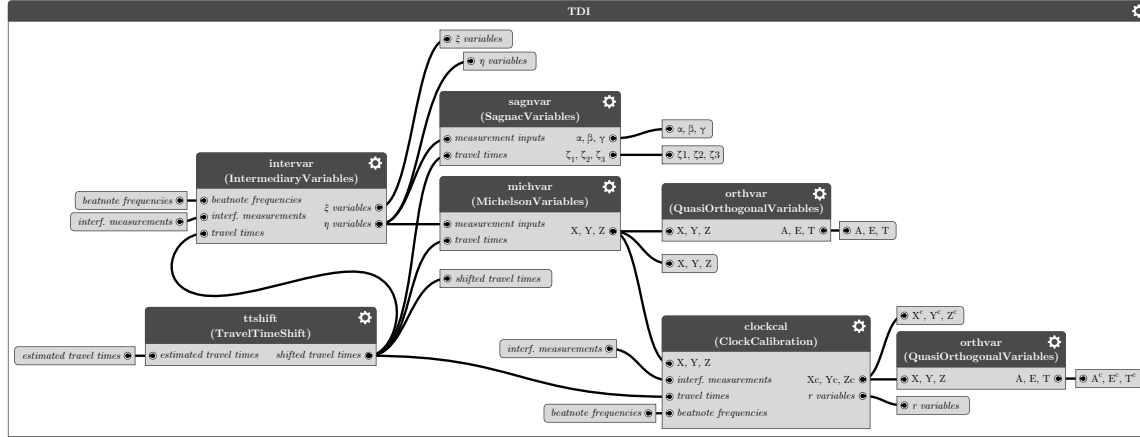 TDI
ξ variables
η variables
sagnvar
(SagnacVariables)
measurement inputs α, β, γ
travel times ζ₁, ζ₂, ζ₃
α, β, γ
ζ1, ζ2, ζ3
intervar
(IntermediaryVariables)
beatnote frequencies
interf. measurements
beatnote frequencies
interf. measurements ξ variables
travel times η variables
michvar
(MichelsonVariables)
measurement inputs X, Y, Z
travel times
orthvar
(QuasiOrthogonalVariables)
X, Y, Z A, E, T
A, E, T
X, Y, Z
shifted travel times
ttshift
(TravelTimeShift)
estimated travel times
estimated travel times shifted travel times
interf. measurements
beatnote frequencies
clockcal
(ClockCalibration)
X, Y, Z
interf. measurements Xc, Yc, Zc
travel times r variables
beatnote frequencies
Xᶜ, Yᶜ, Zᶜ
orthvar
(QuasiOrthogonalVariables)
X, Y, Z A, E, T
Aᶜ, Eᶜ, Tᶜ
r variables